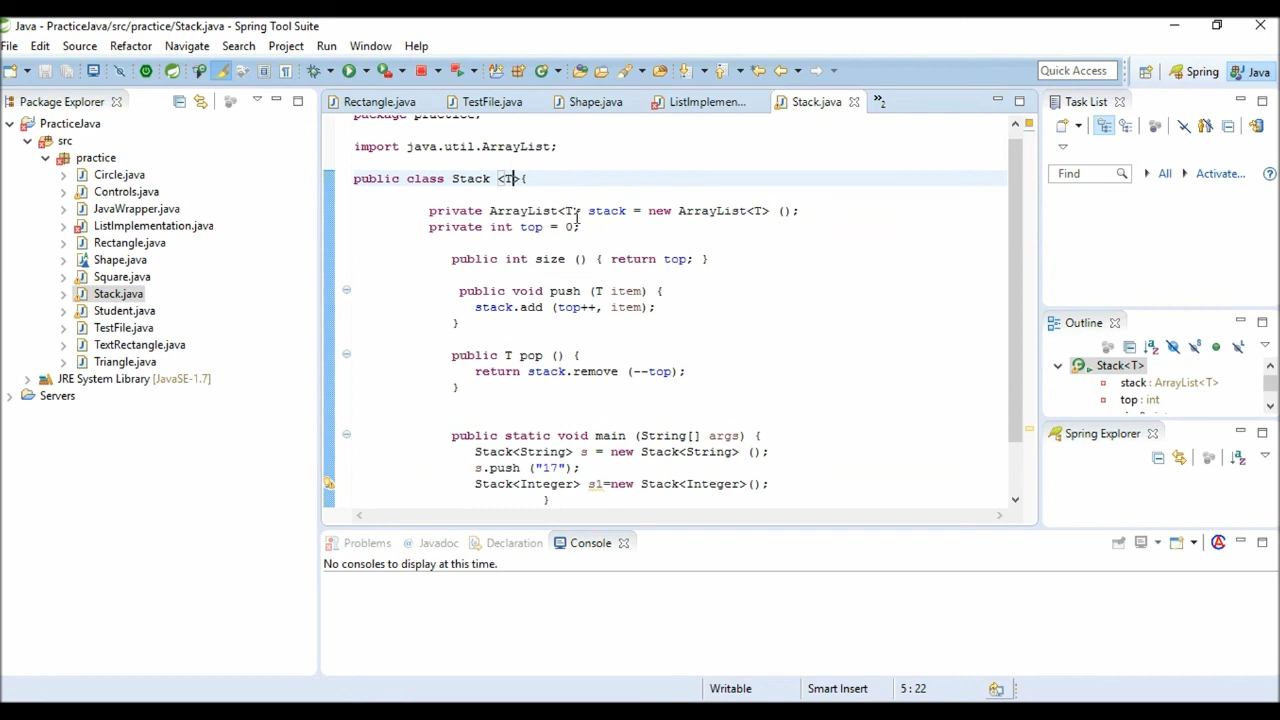 Java - PracticeJava/src/practice/Stack.java - Spring Tool Suite
File Edit Source Refactor Navigate Search Project Run Window Help
Quick Access Spring Java
Package Explorer
PracticeJava
src
practice
Circle.java
Controls.java
JavaWrapper.java
ListImplementation.java
Rectangle.java
Shape.java
Square.java
Stack.java
Student.java
TestFile.java
TextRectangle.java
Triangle.java
JRE System Library [JavaSE-1.7]
Servers
Rectangle.java TestFile.java Shape.java ListImplemen... Stack.java »2
package practice;
import java.util.ArrayList;
public class Stack <T>{
private ArrayList<T> stack = new ArrayList<T> ();
private int top = 0;
public int size () { return top; }
public void push (T item) {
stack.add (top++, item);
}
public T pop () {
return stack.remove (--top);
}
public static void main (String[] args) {
Stack<String> s = new Stack<String> ();
s.push ("17");
Stack<Integer> s1=new Stack<Integer>();
}
Task List
Find All Activate...
Outline
Stack<T>
stack : ArrayList<T>
top : int
Spring Explorer
Problems Javadoc Declaration Console
No consoles to display at this time.
Writable Smart Insert 5 : 22